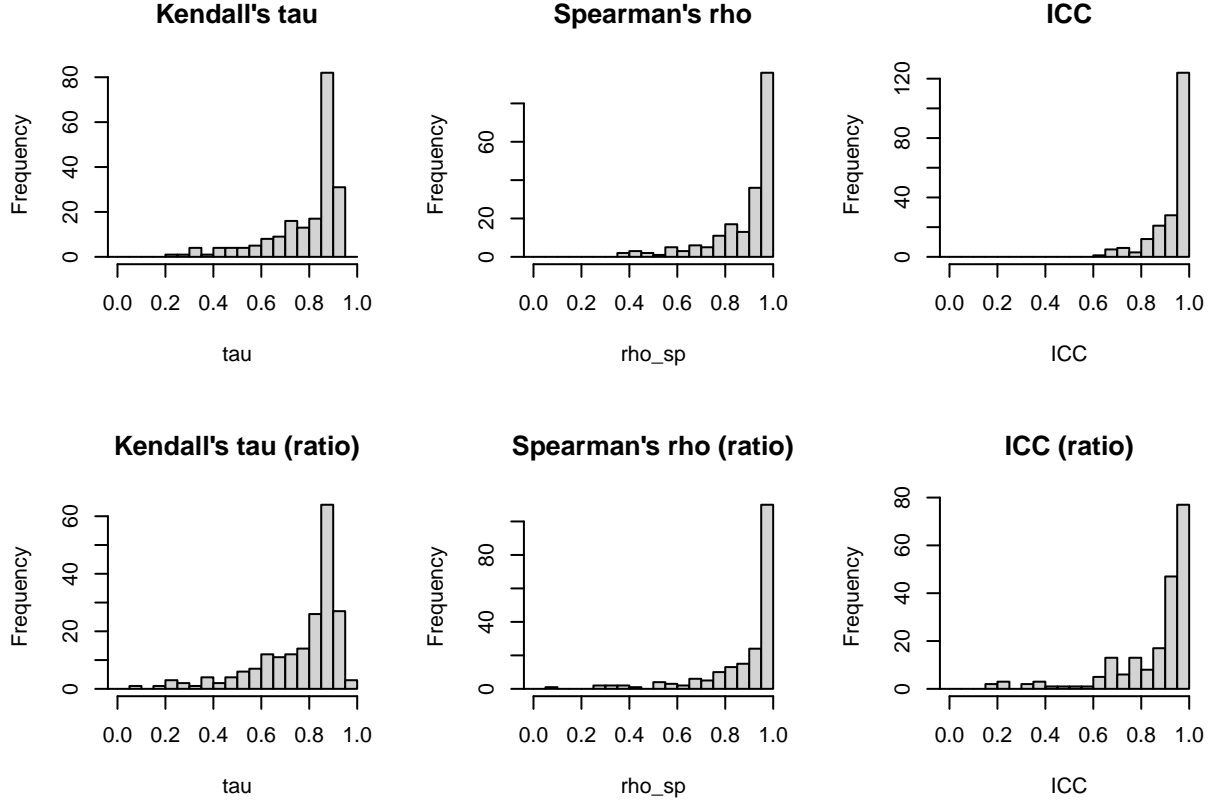 Kendall's tau
Frequency
0 20 40 60 80
0.0 0.2 0.4 0.6 0.8 1.0
tau
Spearman's rho
Frequency
0 20 60
0.0 0.2 0.4 0.6 0.8 1.0
rho_sp
ICC
Frequency
0 40 80 120
0.0 0.2 0.4 0.6 0.8 1.0
ICC
Kendall's tau (ratio)
Frequency
0 20 40 60
0.0 0.2 0.4 0.6 0.8 1.0
tau
Spearman's rho (ratio)
Frequency
0 40 80
0.0 0.2 0.4 0.6 0.8 1.0
rho_sp
ICC (ratio)
Frequency
0 20 40 60 80
0.0 0.2 0.4 0.6 0.8 1.0
ICC